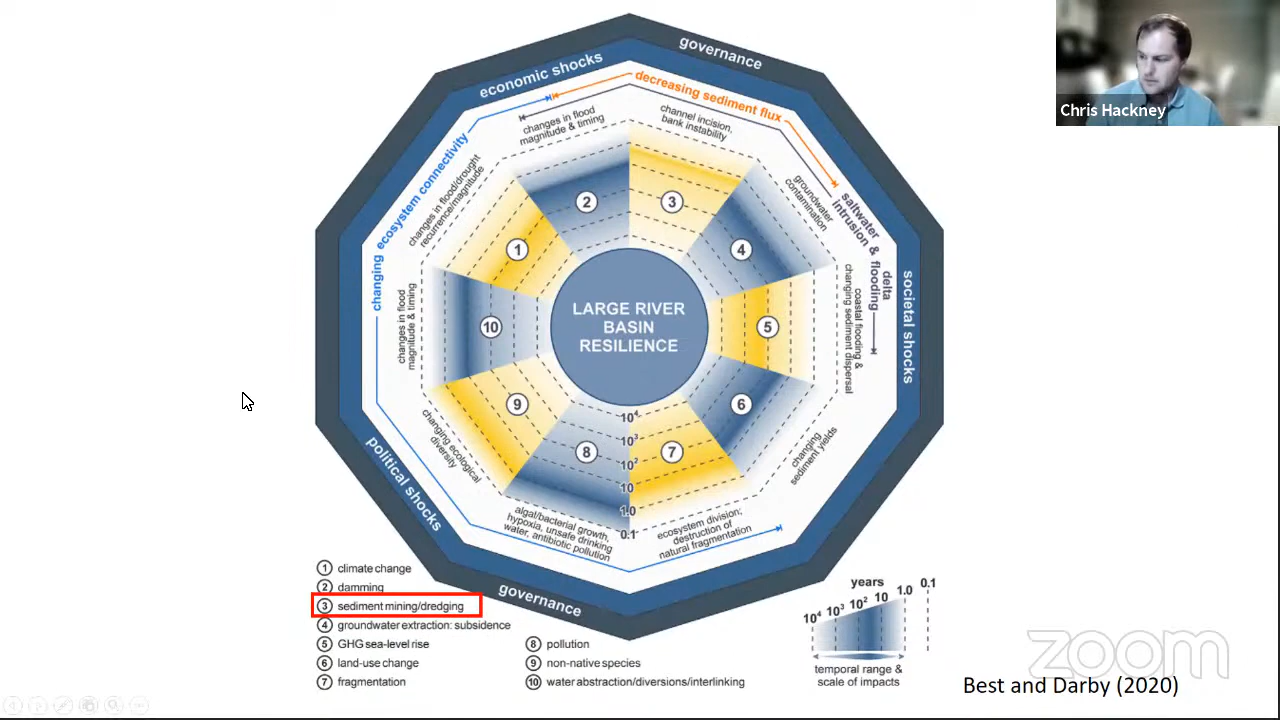 governance
economic shocks
decreasing sediment flux
Chris Hackney
changes in flood
magnitude & timing
channel incision,
bank instability
changing ecosystem connectivity
changes in flood/drought
recurrence/magnitude
groundwater
contamination
saltwater
intrusion &
delta
flooding
2
3
1
4
changes in flood
magnitude & timing
10
LARGE RIVER
BASIN
RESILIENCE
5
coastal flooding &
changing sediment dispersal
societal shocks
9
6
changing ecological
diversity
8
7
10⁴
10³
10²
10
1.0
0.1
changing
sediment yields
political shocks
algal/bacterial growth,
hypoxia, unsafe drinking
water, antibiotic pollution
ecosystem division:
destruction of
natural fragmentation
governance
1 climate change
2 damming
3 sediment mining/dredging
4 groundwater extraction: subsidence
5 GHG sea-level rise
6 land-use change
7 fragmentation
8 pollution
9 non-native species
10 water abstraction/diversions/interlinking
years
10⁴ 10³ 10² 10 1.0 0.1
temporal range &
scale of impacts
zoom
Best and Darby (2020)